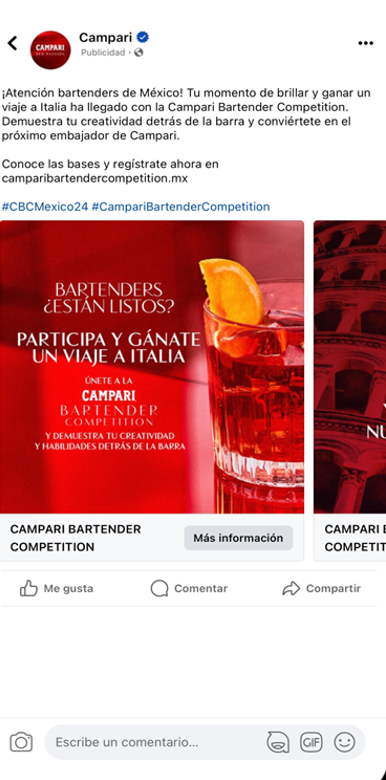 Campari
CAMPARI
RED PASSION
Publicidad ·
¡Atención bartenders de México! Tu momento de brillar y ganar un
viaje a Italia ha llegado con la Campari Bartender Competition.
Demuestra tu creatividad detrás de la barra y conviértete en el
próximo embajador de Campari.
Conoce las bases y regístrate ahora en
camparibartendercompetition.mx
#CBCMexico24 #CampariBartenderCompetition
BARTENDERS
¿ESTÁN LISTOS?
PARTICIPA Y GÁNATE
UN VIAJE A ITALIA
ÚNETE A LA
CAMPARI
BARTENDER
COMPETITION
Y DEMUESTRA TU CREATIVIDAD
Y HABILIDADES DETRÁS DE LA BARRA
NU
CAMPARI BARTENDER
COMPETITION
Más información
CAMPARI B
COMPETIT
Me gusta
Comentar
Compartir
Escribe un comentario...
GIF